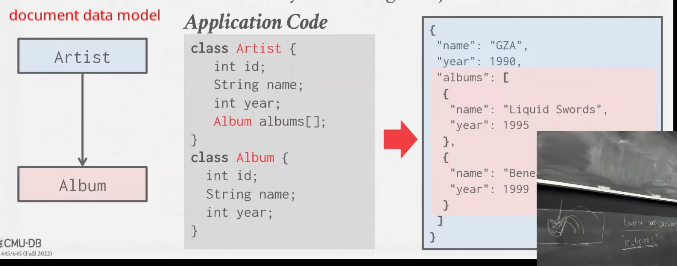 document data model
Artist
Album
Application Code
class Artist {
int id;
String name;
int year;
Album albums[];
}
class Album {
int id;
String name;
int year;
}
{
"name": "GZA",
"year": 1990,
"albums": [
{
"name": "Liquid Swords",
"year": 1995
},
{
"name": "Bene
"year": 1999
}
]
}
CMU-DB
(Fall 2022)